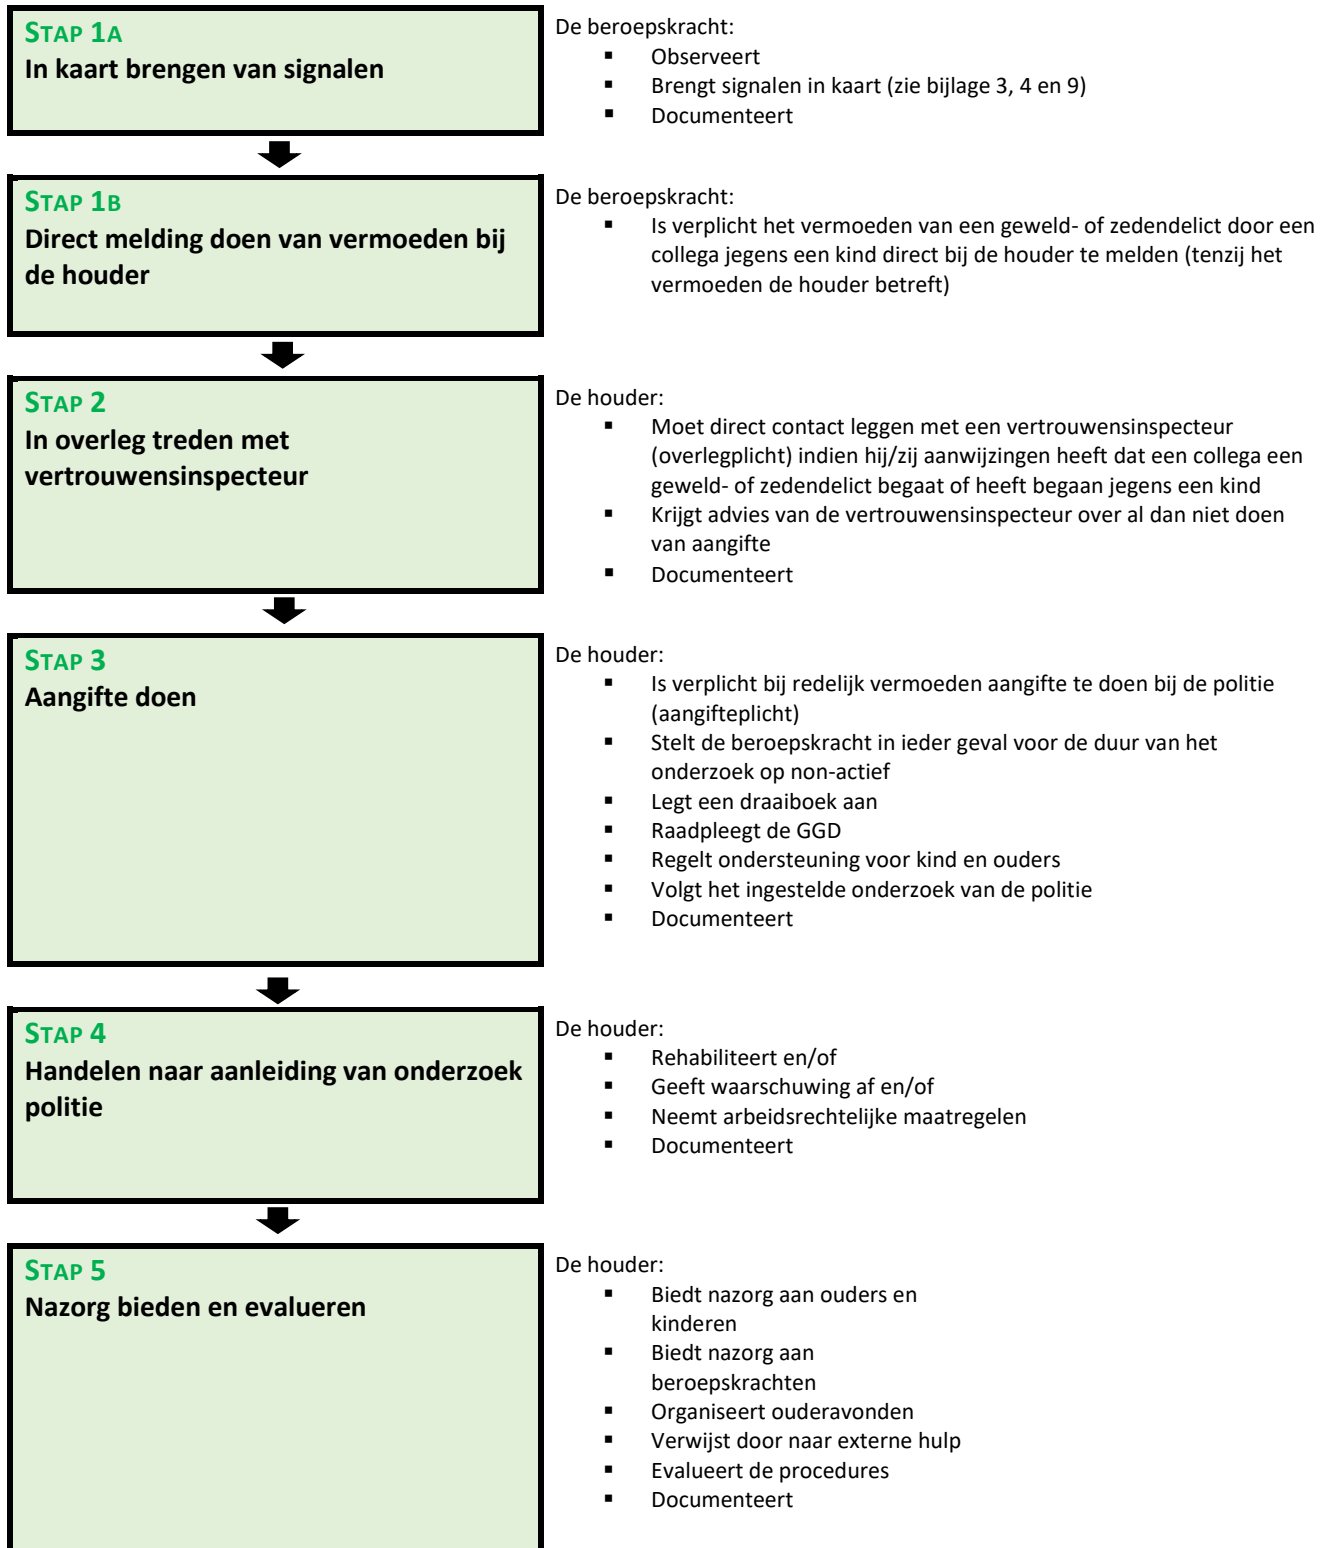 STAP 1A
In kaart brengen van signalen
De beroepskracht:
▪ Observeert
▪ Brengt signalen in kaart (zie bijlage 3, 4 en 9)
▪ Documenteert
STAP 1B
Direct melding doen van vermoeden bij
de houder
De beroepskracht:
▪ Is verplicht het vermoeden van een geweld- of zedendelict door een
collega jegens een kind direct bij de houder te melden (tenzij het
vermoeden de houder betreft)
STAP 2
In overleg treden met
vertrouwensinspecteur
De houder:
▪ Moet direct contact leggen met een vertrouwensinspecteur
(overlegplicht) indien hij/zij aanwijzingen heeft dat een collega een
geweld- of zedendelict begaat of heeft begaan jegens een kind
▪ Krijgt advies van de vertrouwensinspecteur over al dan niet doen
van aangifte
▪ Documenteert
STAP 3
Aangifte doen
De houder:
▪ Is verplicht bij redelijk vermoeden aangifte te doen bij de politie
(aangifteplicht)
▪ Stelt de beroepskracht in ieder geval voor de duur van het
onderzoek op non-actief
▪ Legt een draaiboek aan
▪ Raadpleegt de GGD
▪ Regelt ondersteuning voor kind en ouders
▪ Volgt het ingestelde onderzoek van de politie
▪ Documenteert
STAP 4
Handelen naar aanleiding van onderzoek
politie
De houder:
▪ Rehabiliteert en/of
▪ Geeft waarschuwing af en/of
▪ Neemt arbeidsrechtelijke maatregelen
▪ Documenteert
STAP 5
Nazorg bieden en evalueren
De houder:
▪ Biedt nazorg aan ouders en
kinderen
▪ Biedt nazorg aan
beroepskrachten
▪ Organiseert ouderavonden
▪ Verwijst door naar externe hulp
▪ Evalueert de procedures
▪ Documenteert